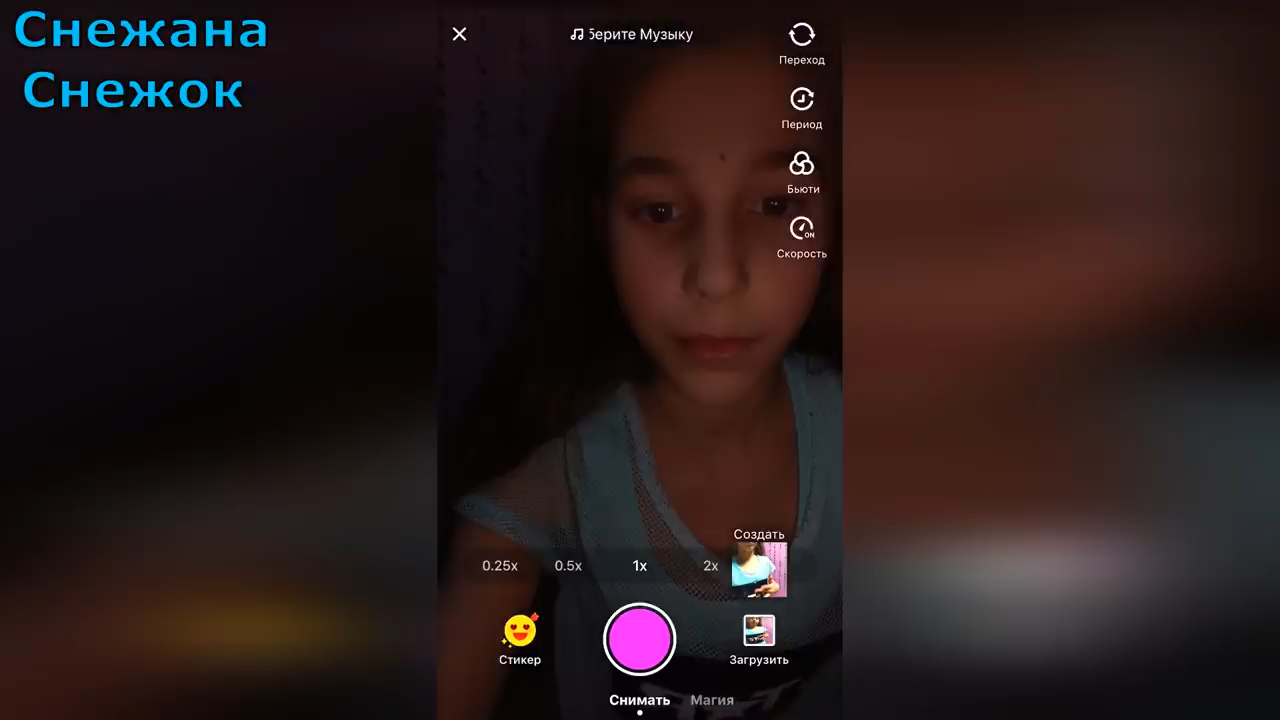 Снежана
Снежок
берите Музыку
Переход
Период
Бьюти
ON
Скорость
Создать
0.25x 0.5x 1x 2x
Стикер
Загрузить
Снимать Магия